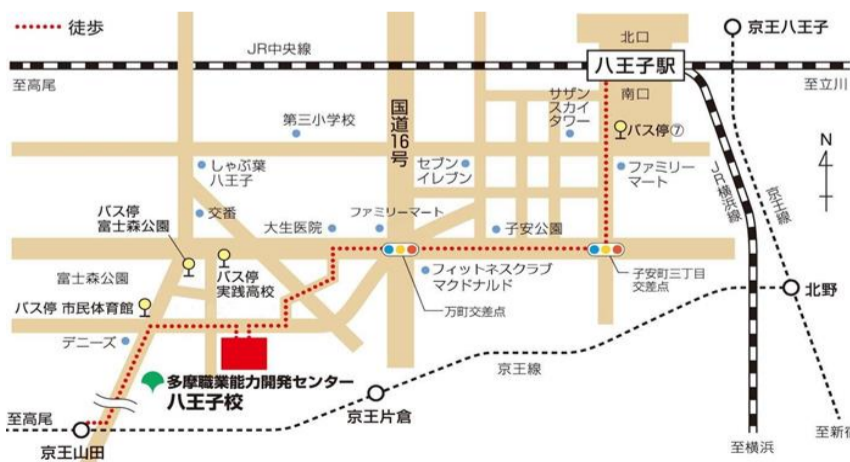 徒歩
京王八王子
北口
JR中央線
八王子駅
至高尾
至立川
南口
サザン
スカイ
タワー
国道16号
第三小学校
バス停⑦
N
しゃぶ葉
八王子
セブン
イレブン
ファミリー
マート
JR横浜線
京王線
交番
バス停
富士森公園
大生医院
ファミリーマート
子安公園
富士森公園
バス停
実践高校
フィットネスクラブ
マクドナルド
子安町三丁目
交差点
北野
バス停 市民体育館
万町交差点
デニーズ
多摩職業能力開発センター
八王子校
京王線
京王片倉
至高尾
京王山田
至横浜
至新宿